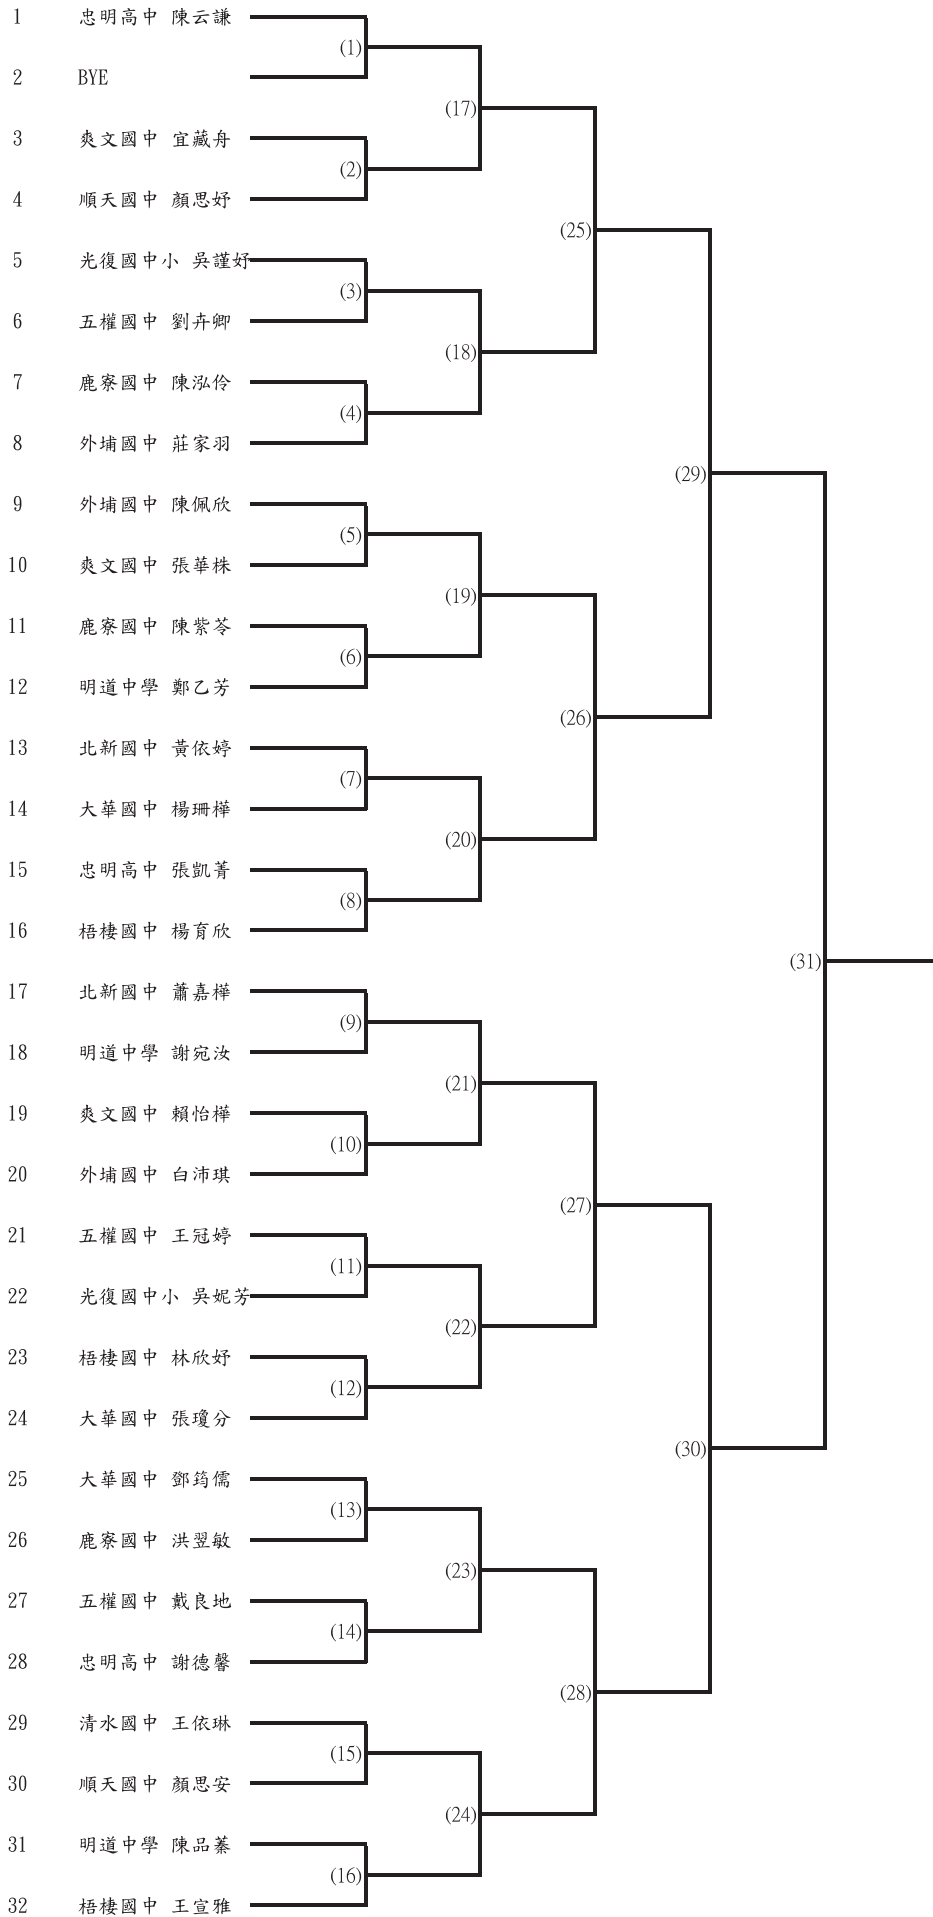 1 忠明高中 陳云謙
(1)
2 BYE
(17)
3 爽文國中 宜藏舟
(2)
4 順天國中 顏思妤
(25)
5 光復國中小 吳謹妤
(3)
6 五權國中 劉卉卿
(18)
7 鹿寮國中 陳泓伶
(4)
8 外埔國中 莊家羽
(29)
9 外埔國中 陳佩欣
(5)
10 爽文國中 張華株
(19)
11 鹿寮國中 陳紫苓
(6)
12 明道中學 鄭乙芳
(26)
13 北新國中 黃依婷
(7)
14 大華國中 楊珊樺
(20)
15 忠明高中 張凱菁
(8)
16 梧棲國中 楊育欣
(31)
17 北新國中 蕭嘉樺
(9)
18 明道中學 謝宛汝
(21)
19 爽文國中 賴怡樺
(10)
20 外埔國中 白沛琪
(27)
21 五權國中 王冠婷
(11)
22 光復國中小 吳妮芳
(22)
23 梧棲國中 林欣妤
(12)
24 大華國中 張瓊分
(30)
25 大華國中 鄧筠儒
(13)
26 鹿寮國中 洪翌敏
(23)
27 五權國中 戴良地
(14)
28 忠明高中 謝德馨
(28)
29 清水國中 王依琳
(15)
30 順天國中 顏思安
(24)
31 明道中學 陳品蓁
(16)
32 梧棲國中 王宣雅